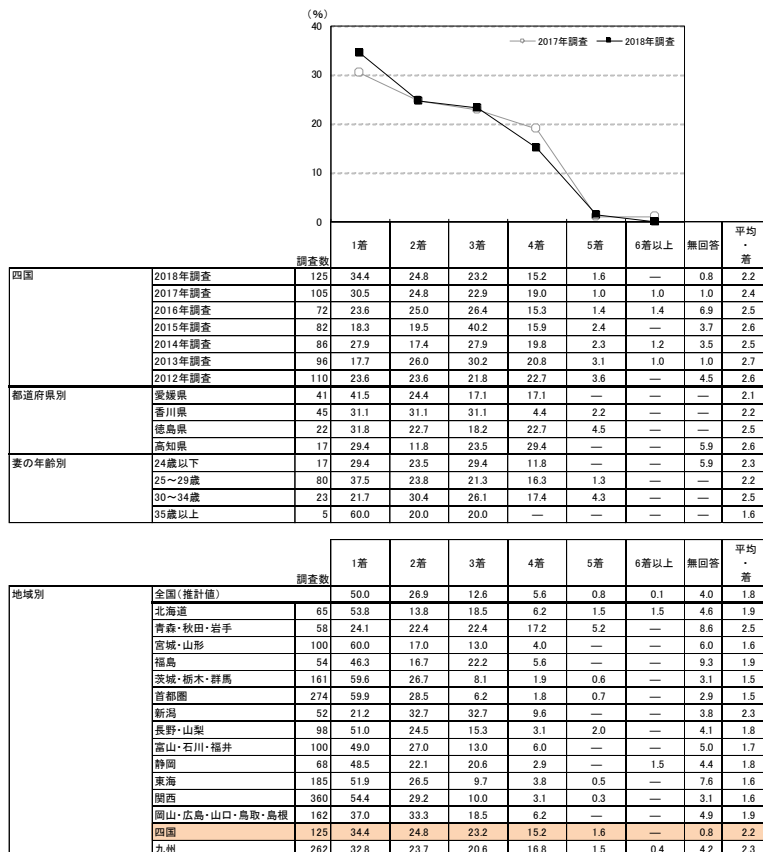 (%)
40
30
20
10
0
2017年調査 2018年調査
調査数 1着 2着 3着 4着 5着 6着以上 無回答 平均・着
四国 2018年調査 125 34.4 24.8 23.2 15.2 1.6 — 0.8 2.2
2017年調査 105 30.5 24.8 22.9 19.0 1.0 1.0 1.0 2.4
2016年調査 72 23.6 25.0 26.4 15.3 1.4 1.4 6.9 2.5
2015年調査 82 18.3 19.5 40.2 15.9 2.4 — 3.7 2.6
2014年調査 86 27.9 17.4 27.9 19.8 2.3 1.2 3.5 2.5
2013年調査 96 17.7 26.0 30.2 20.8 3.1 1.0 1.0 2.7
2012年調査 110 23.6 23.6 21.8 22.7 3.6 — 4.5 2.6
都道府県別 愛媛県 41 41.5 24.4 17.1 17.1 — — — 2.1
香川県 45 31.1 31.1 31.1 4.4 2.2 — — 2.2
徳島県 22 31.8 22.7 18.2 22.7 4.5 — — 2.5
高知県 17 29.4 11.8 23.5 29.4 — — 5.9 2.6
妻の年齢別 24歳以下 17 29.4 23.5 29.4 11.8 — — 5.9 2.3
25～29歳 80 37.5 23.8 21.3 16.3 1.3 — — 2.2
30～34歳 23 21.7 30.4 26.1 17.4 4.3 — — 2.5
35歳以上 5 60.0 20.0 20.0 — — — — 1.6
調査数 1着 2着 3着 4着 5着 6着以上 無回答 平均・着
地域別 全国(推計値) 50.0 26.9 12.6 5.6 0.8 0.1 4.0 1.8
北海道 65 53.8 13.8 18.5 6.2 1.5 1.5 4.6 1.9
青森・秋田・岩手 58 24.1 22.4 22.4 17.2 5.2 — 8.6 2.5
宮城・山形 100 60.0 17.0 13.0 4.0 — — 6.0 1.6
福島 54 46.3 16.7 22.2 5.6 — — 9.3 1.9
茨城・栃木・群馬 161 59.6 26.7 8.1 1.9 0.6 — 3.1 1.5
首都圏 274 59.9 28.5 6.2 1.8 0.7 — 2.9 1.5
新潟 52 21.2 32.7 32.7 9.6 — — 3.8 2.3
長野・山梨 98 51.0 24.5 15.3 3.1 2.0 — 4.1 1.8
富山・石川・福井 100 49.0 27.0 13.0 6.0 — — 5.0 1.7
静岡 68 48.5 22.1 20.6 2.9 — 1.5 4.4 1.8
東海 185 51.9 26.5 9.7 3.8 0.5 — 7.6 1.6
関西 360 54.4 29.2 10.0 3.1 0.3 — 3.1 1.6
岡山・広島・山口・鳥取・島根 162 37.0 33.3 18.5 6.2 — — 4.9 1.9
四国 125 34.4 24.8 23.2 15.2 1.6 — 0.8 2.2
九州 262 32.8 23.7 20.6 16.8 1.5 0.4 4.2 2.3